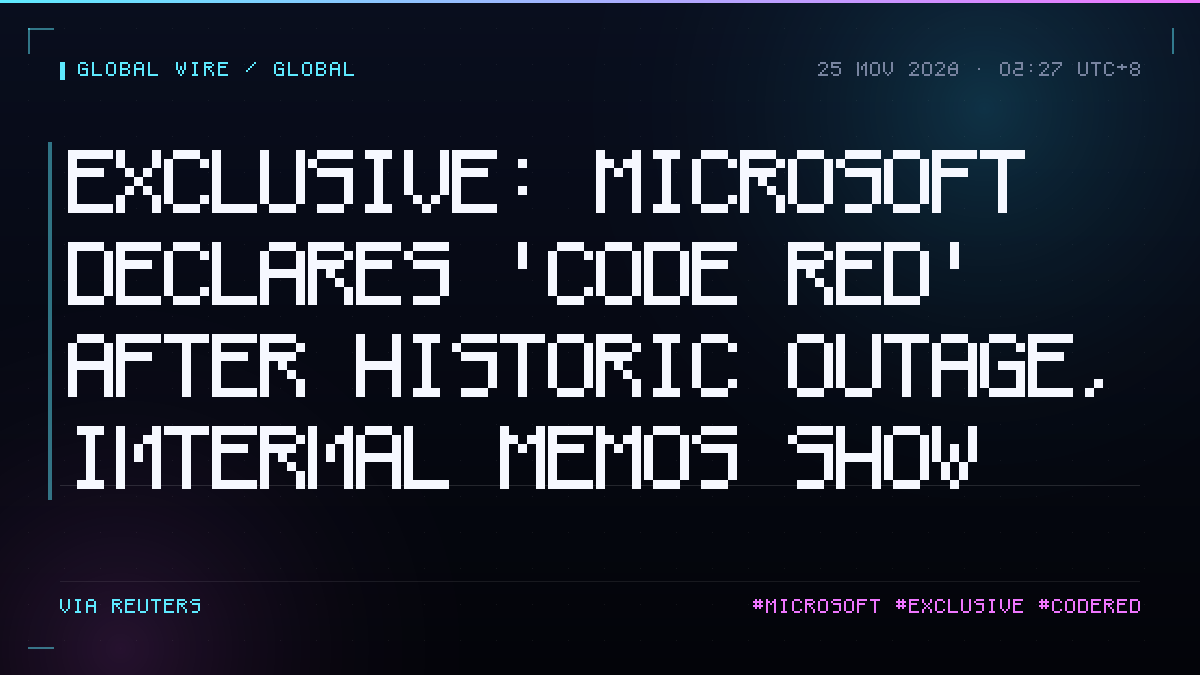 GLOBAL WIRE / GLOBAL
25 NOV · 02:27 UTC+8
EXCLUSIVE: MICROSOFT
DECLARES 'CODE RED'
AFTER HISTORIC OUTAGE,
INTERNAL MEMOS SHOW
VIA REUTERS
#MICROSOFT #EXCLUSIVE #CODERED